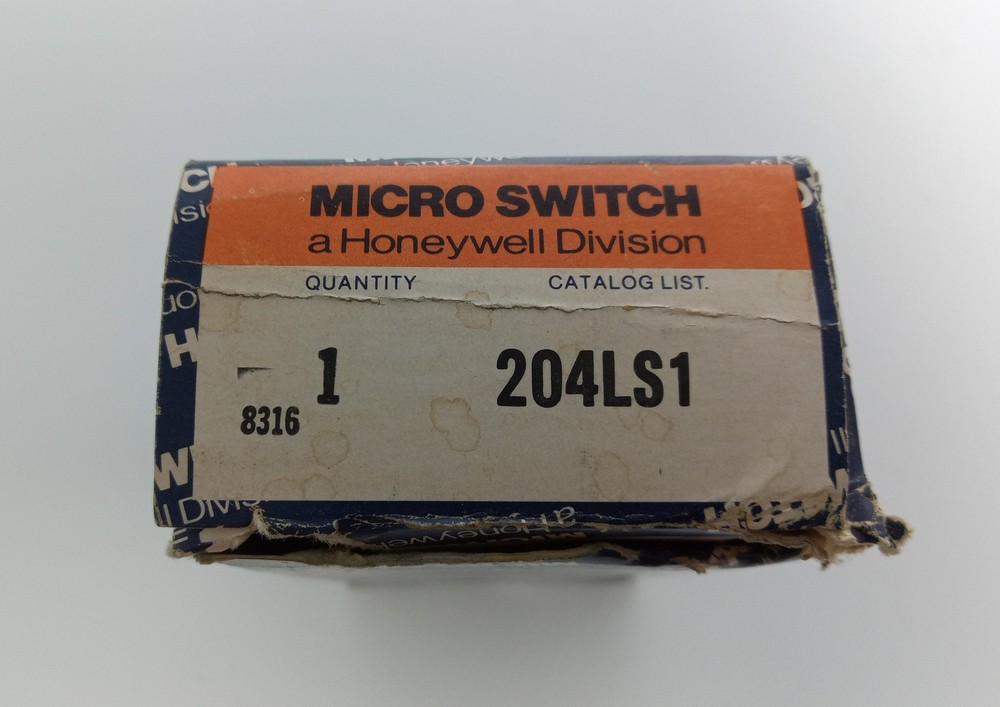 MICRO SWITCH
a Honeywell Division
QUANTITY CATALOG LIST.
1 204LS1
8316